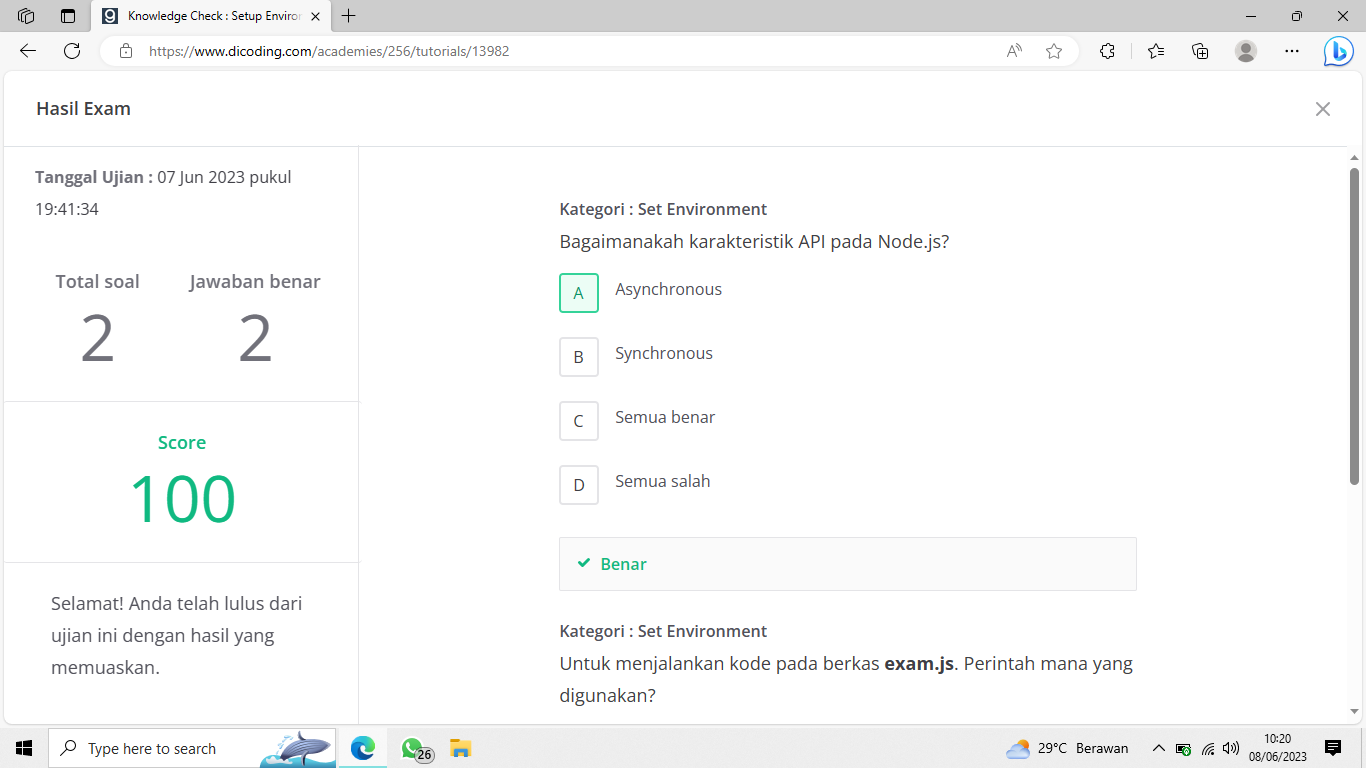 Knowledge Check : Setup Environ
https://www.dicoding.com/academies/256/tutorials/13982
Hasil Exam
Tanggal Ujian : 07 Jun 2023 pukul
19:41:34
Total soal
2
Jawaban benar
2
Score
100
Selamat! Anda telah lulus dari
ujian ini dengan hasil yang
memuaskan.
Kategori : Set Environment
Bagaimanakah karakteristik API pada Node.js?
A Asynchronous
B Synchronous
C Semua benar
D Semua salah
Benar
Kategori : Set Environment
Untuk menjalankan kode pada berkas exam.js. Perintah mana yang
digunakan?
Type here to search
26
29°C Berawan
10:20
08/06/2023